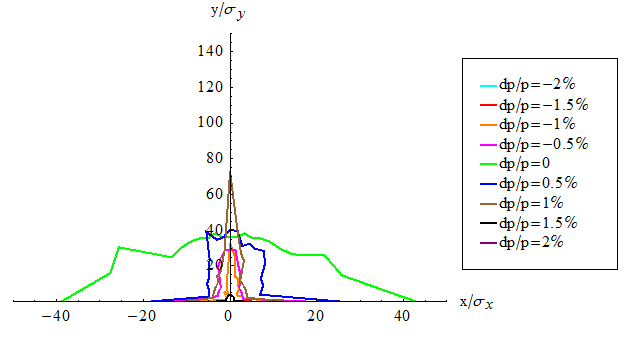 y/σy
140
120
100
80
60
40
20
−40
−20
0
20
40
x/σx
dp/p=−2%
dp/p=−1.5%
dp/p=−1%
dp/p=−0.5%
dp/p=0
dp/p=0.5%
dp/p=1%
dp/p=1.5%
dp/p=2%